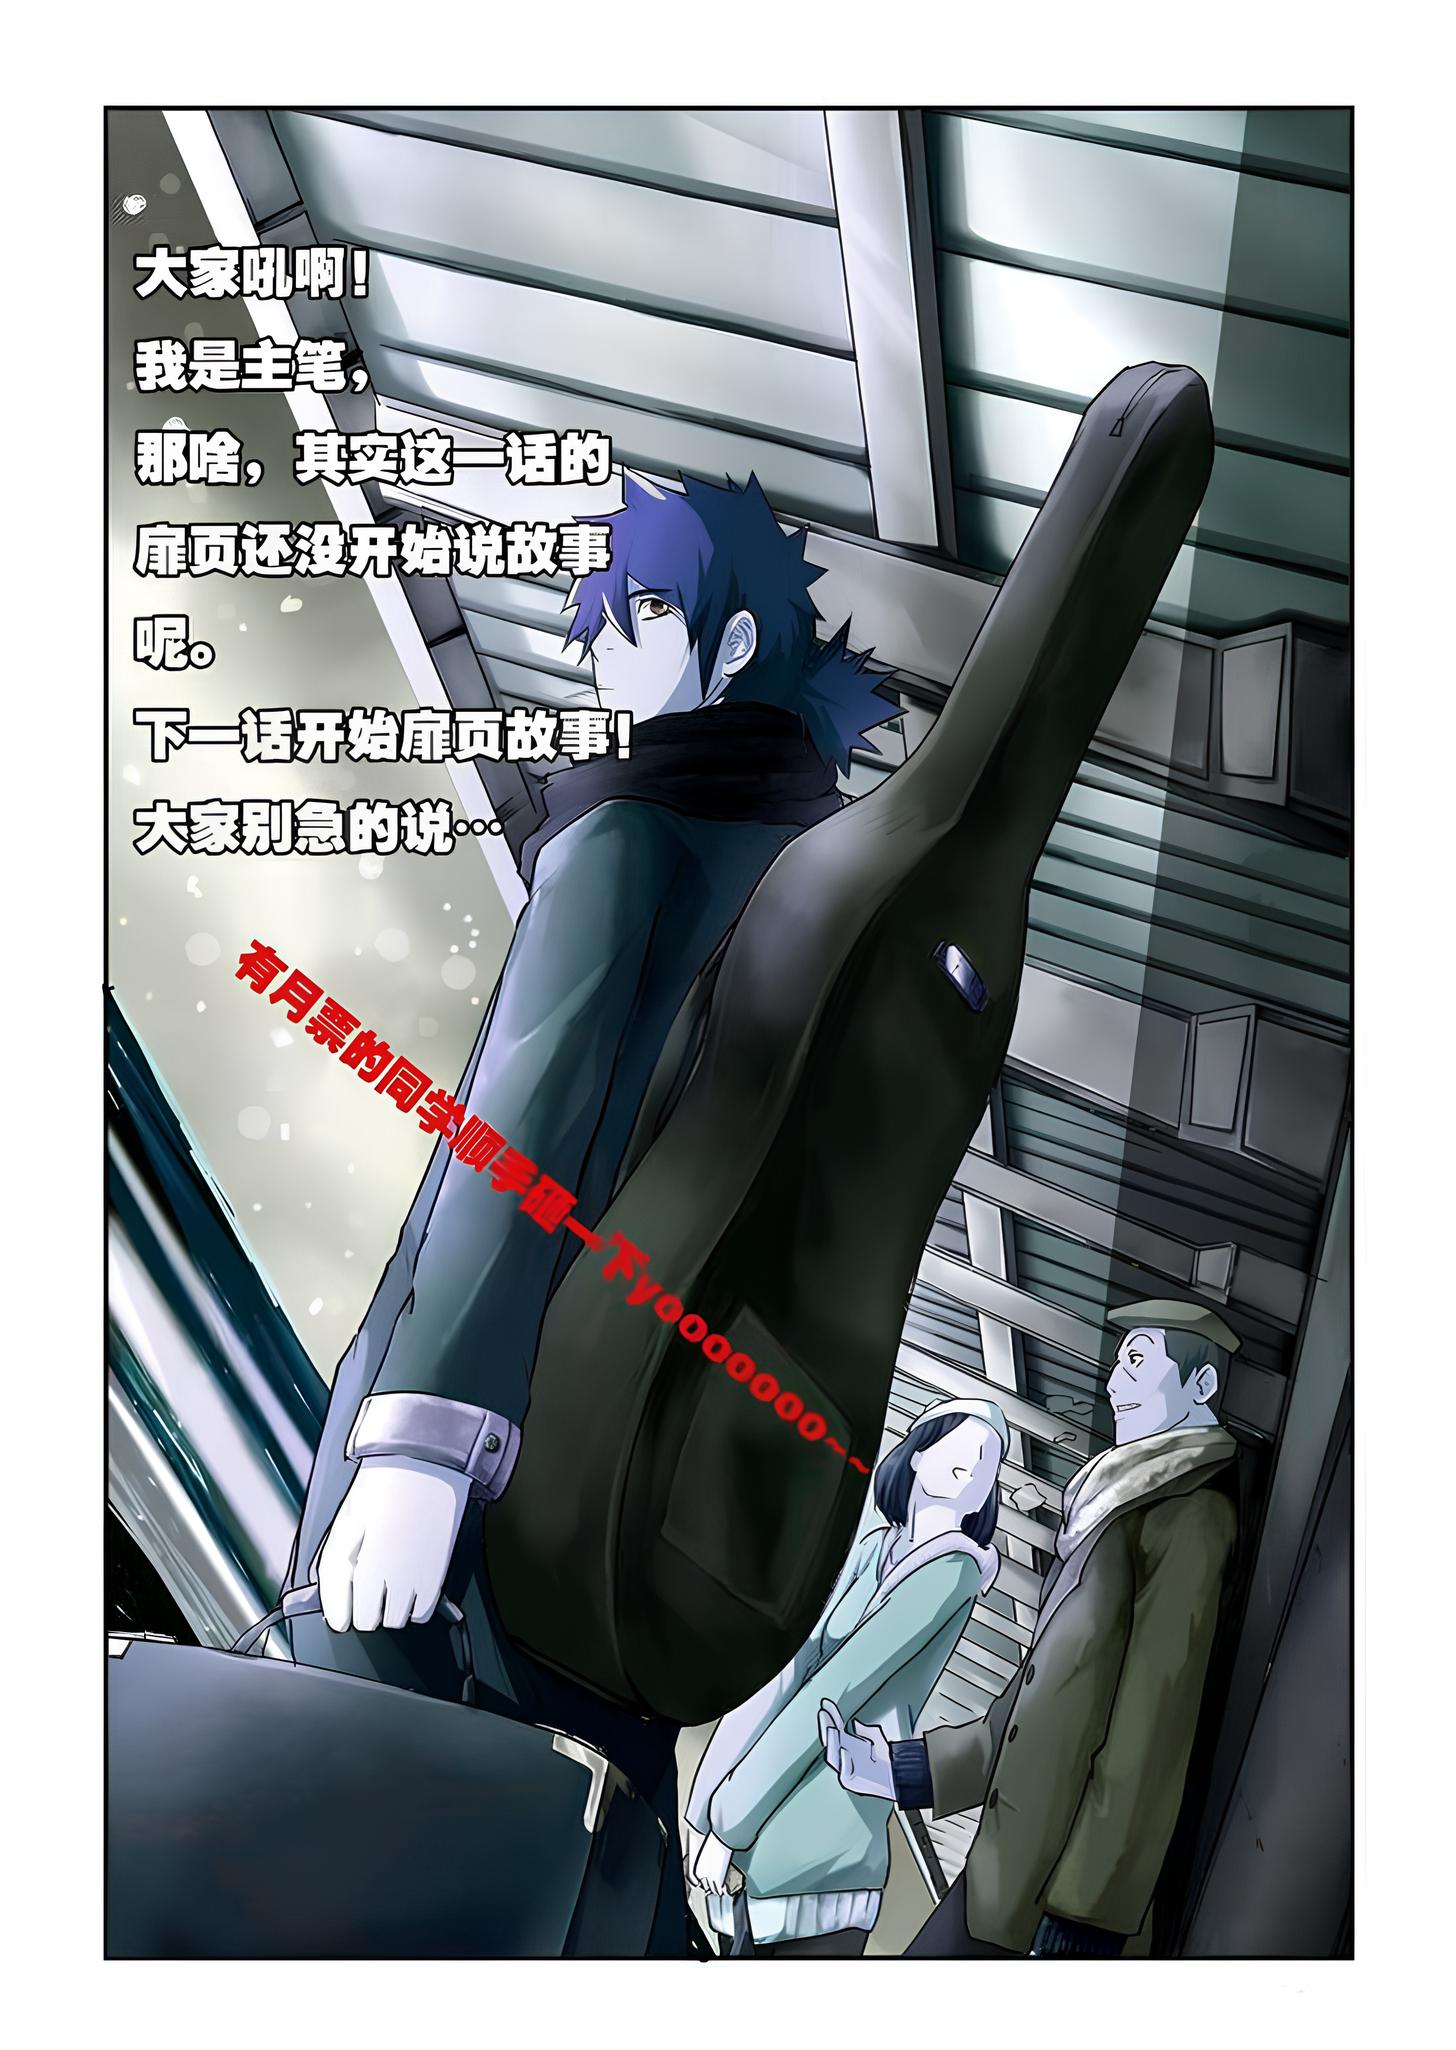 大家吼啊！
我是主笔，
那啥，其实这一话的
扉页还没开始说故事
呢。
下一话开始扉页故事！
大家别急的说…
有月票的同学顺手砸一下yoooooooo~~